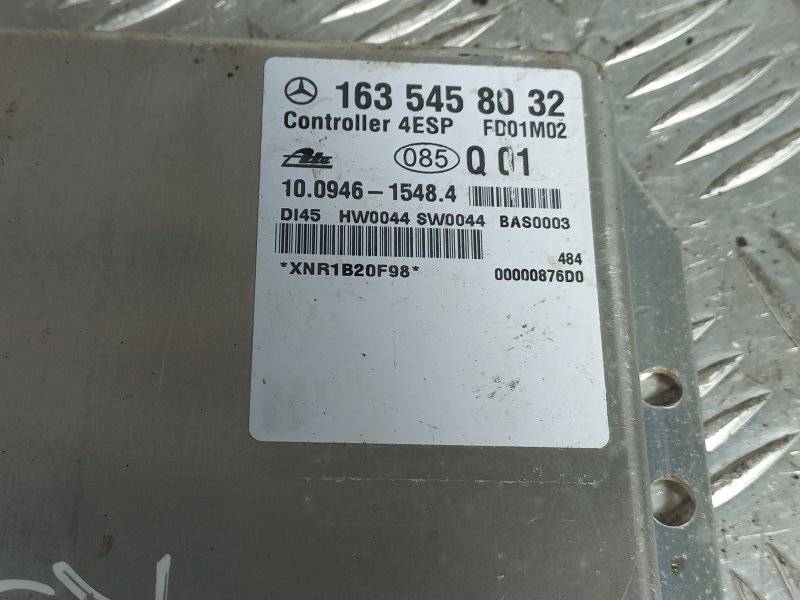 163 545 80 32
Controller 4ESP FD01M02
Ate 085 Q 01
10.0946-1548.4
DI45 HW0044 SW0044 BAS0003
484
*XNR1B20F98* 00000876D0